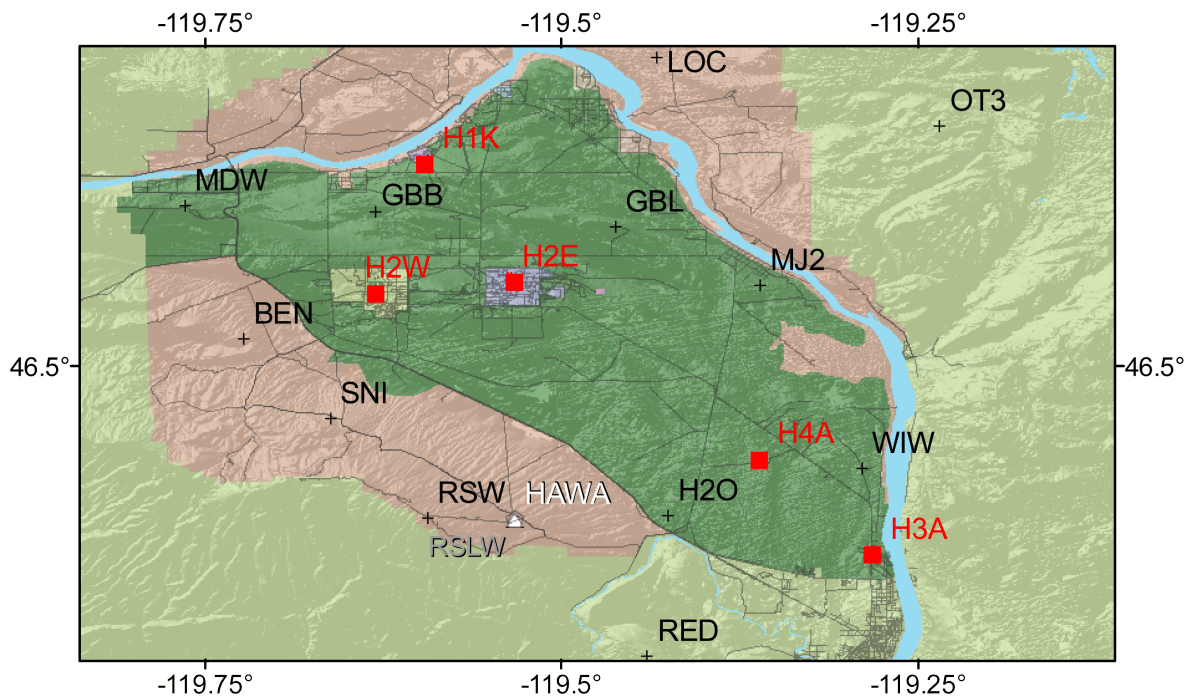 -119.75° -119.5° -119.25°
LOC
OT3
H1K
MDW
GBB
GBL
H2E
MJ2
H2W
BEN
46.5° 46.5°
SNI
H4A
WIW
RSW HAWA H2O
H3A
RSLW
RED
-119.75° -119.5° -119.25°